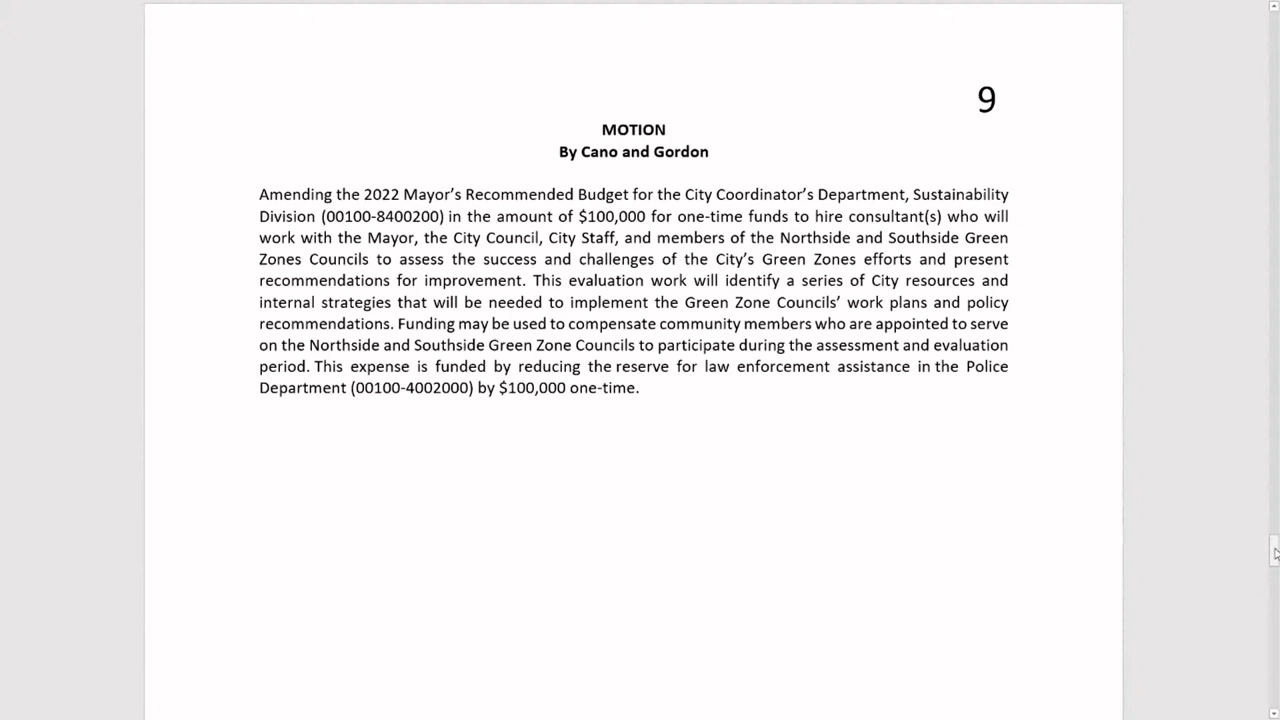 9
MOTION
By Cano and Gordon
Amending the 2022 Mayor’s Recommended Budget for the City Coordinator’s Department, Sustainability
Division (00100-8400200) in the amount of $100,000 for one-time funds to hire consultant(s) who will
work with the Mayor, the City Council, City Staff, and members of the Northside and Southside Green
Zones Councils to assess the success and challenges of the City’s Green Zones efforts and present
recommendations for improvement. This evaluation work will identify a series of City resources and
internal strategies that will be needed to implement the Green Zone Councils’ work plans and policy
recommendations. Funding may be used to compensate community members who are appointed to serve
on the Northside and Southside Green Zone Councils to participate during the assessment and evaluation
period. This expense is funded by reducing the reserve for law enforcement assistance in the Police
Department (00100-4002000) by $100,000 one-time.